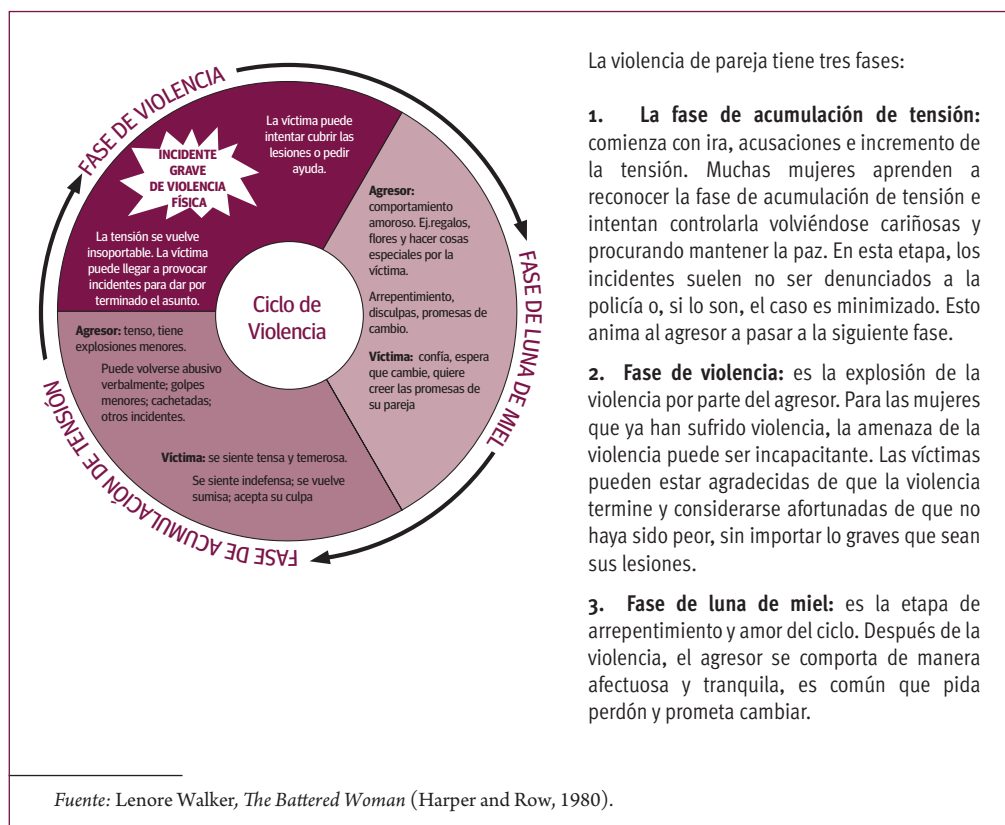 FASE DE VIOLENCIA
La víctima puede
intentar cubrir las
lesiones o pedir
ayuda.
INCIDENTE
GRAVE
DE VIOLENCIA
FÍSICA
La tensión se vuelve
insoportable. La víctima
puede llegar a provocar
incidentes para dar por
terminado el asunto.
FASE DE LUNA DE MIEL
Agresor:
comportamiento
amoroso. Ej.regalos,
flores y hacer cosas
especiales por la
víctima.
Arrepentimiento,
disculpas, promesas de
cambio.
Víctima: confía, espera
que cambie, quiere
creer las promesas de
su pareja
Ciclo de
Violencia
FASE DE ACUMULACIÓN DE TENSIÓN
Agresor: tenso, tiene
explosiones menores.
Puede volverse abusivo
verbalmente; golpes
menores; cachetadas;
otros incidentes.
Víctima: se siente tensa y temerosa.
Se siente indefensa; se vuelve
sumisa; acepta su culpa
La violencia de pareja tiene tres fases:
1. La fase de acumulación de tensión:
comienza con ira, acusaciones e incremento de
la tensión. Muchas mujeres aprenden a
reconocer la fase de acumulación de tensión e
intentan controlarla volviéndose cariñosas y
procurando mantener la paz. En esta etapa, los
incidentes suelen no ser denunciados a la
policía o, si lo son, el caso es minimizado. Esto
anima al agresor a pasar a la siguiente fase.
2. Fase de violencia: es la explosión de la
violencia por parte del agresor. Para las mujeres
que ya han sufrido violencia, la amenaza de la
violencia puede ser incapacitante. Las víctimas
pueden estar agradecidas de que la violencia
termine y considerarse afortunadas de que no
haya sido peor, sin importar lo graves que sean
sus lesiones.
3. Fase de luna de miel: es la etapa de
arrepentimiento y amor del ciclo. Después de la
violencia, el agresor se comporta de manera
afectuosa y tranquila, es común que pida
perdón y prometa cambiar.
Fuente: Lenore Walker, The Battered Woman (Harper and Row, 1980).